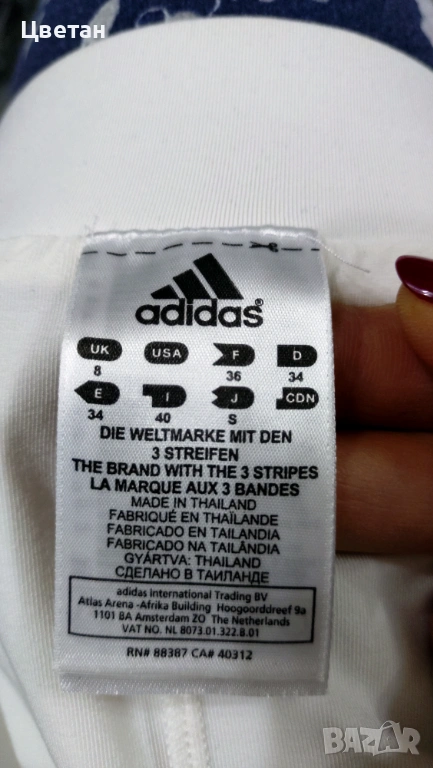 Цветан
adidas®
UK USA F D
8 36 34
E I J CDN
34 40 S
DIE WELTMARKE MIT DEN
3 STREIFEN
THE BRAND WITH THE 3 STRIPES
LA MARQUE AUX 3 BANDES
MADE IN THAILAND
FABRIQUÉ EN THAÏLANDE
FABRICADO EN TAILANDIA
FABRICADO NA TAILÂNDIA
GYÁRTVA: THAILAND
СДЕЛАНО В ТАИЛАНДЕ
adidas International Trading BV
Atlas Arena -Afrika Building Hoogoorddreef 9a
1101 BA Amsterdam ZO The Netherlands
VAT NO. NL 8073.01.322.B.01
RN# 88387 CA# 40312
BAZAR
.bg